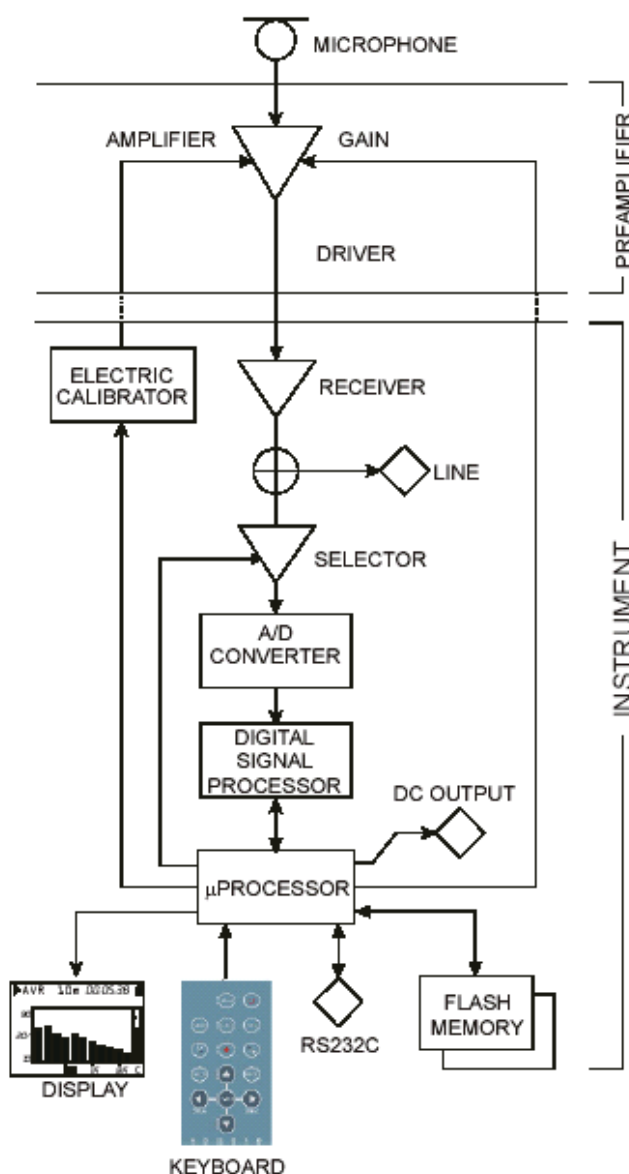 MICROPHONE
AMPLIFIER
GAIN
PREAMPLIFIER
DRIVER
ELECTRIC
CALIBRATOR
RECEIVER
LINE
SELECTOR
INSTRUMENT
A/D
CONVERTER
DIGITAL
SIGNAL
PROCESSOR
DC OUTPUT
µPROCESSOR
AVR
FLASH
MEMORY
RS232C
DISPLAY
KEYBOARD